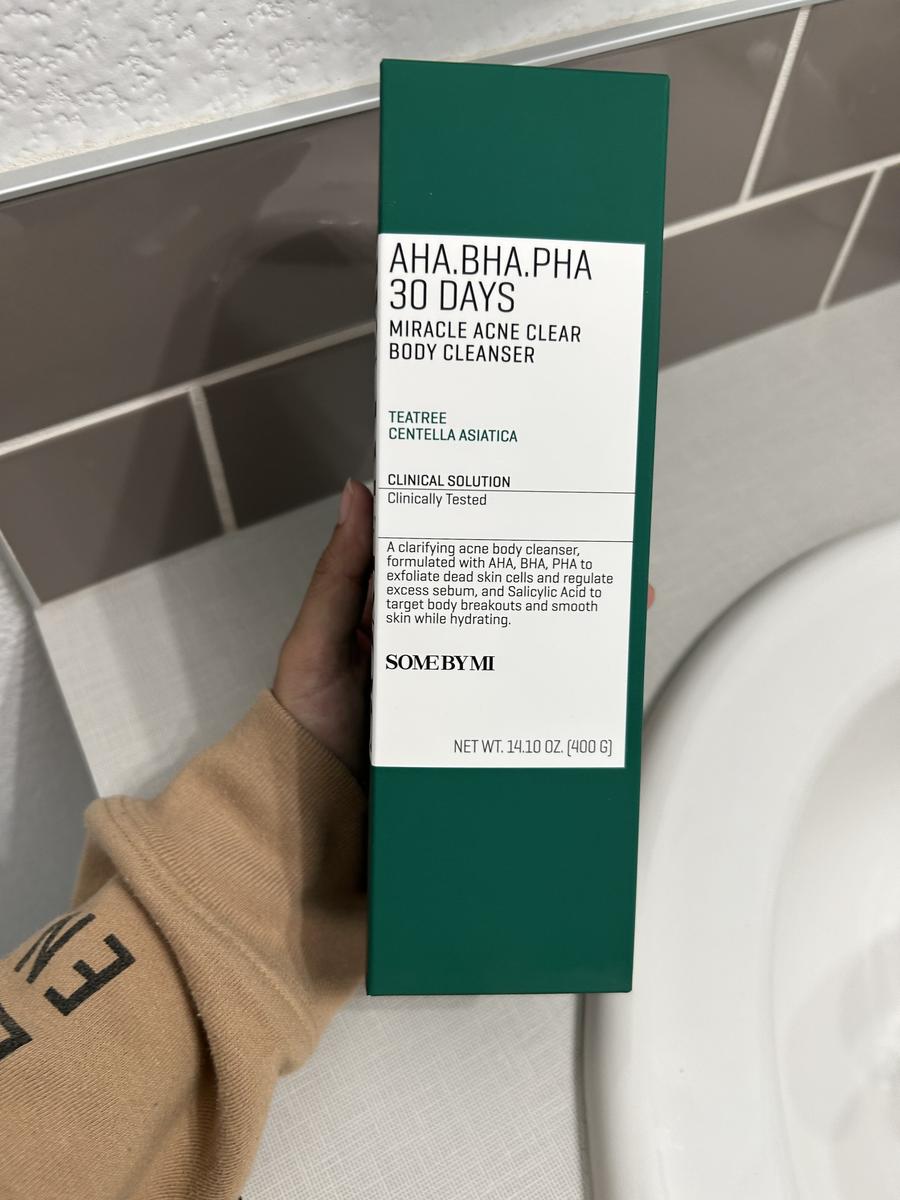 AHA.BHA.PHA
30 DAYS
MIRACLE ACNE CLEAR
BODY CLEANSER
TEATREE
CENTELLA ASIATICA
CLINICAL SOLUTION
Clinically Tested
A clarifying acne body cleanser,
formulated with AHA, BHA, PHA to
exfoliate dead skin cells and regulate
excess sebum, and Salicylic Acid to
target body breakouts and smooth
skin while hydrating.
SOME BY MI
NET WT. 14.10 OZ. (400 G)